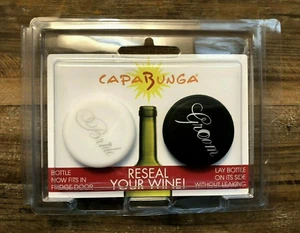 CAPABUNGA
Bride
Groom
BOTTLE
NOW FITS IN
FRIDGE DOOR
RESEAL
YOUR WINE!
LAY BOTTLE
ON ITS SIDE
WITHOUT LEAKING